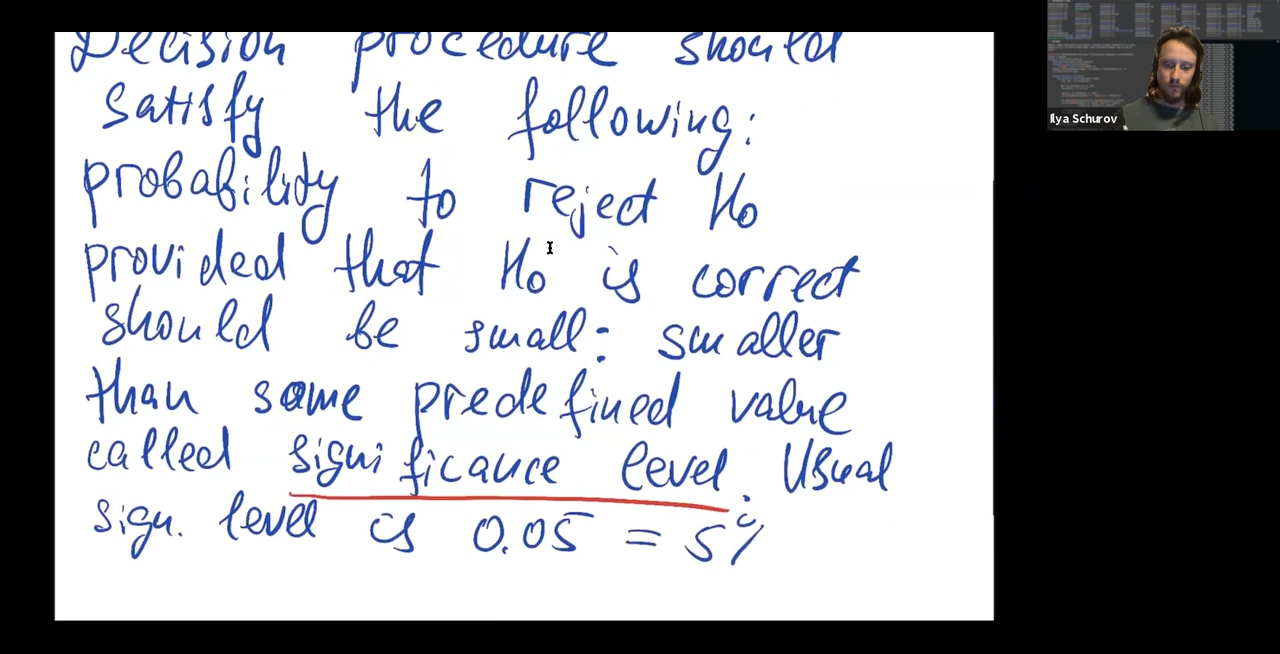 Decision procedure should
satisfy the following:
probability to reject H₀
provided that H₀ is correct
should be small: smaller
than some predefined value
called significance level. Usual
sign. level is 0.05 = 5%
Ilya Schurov